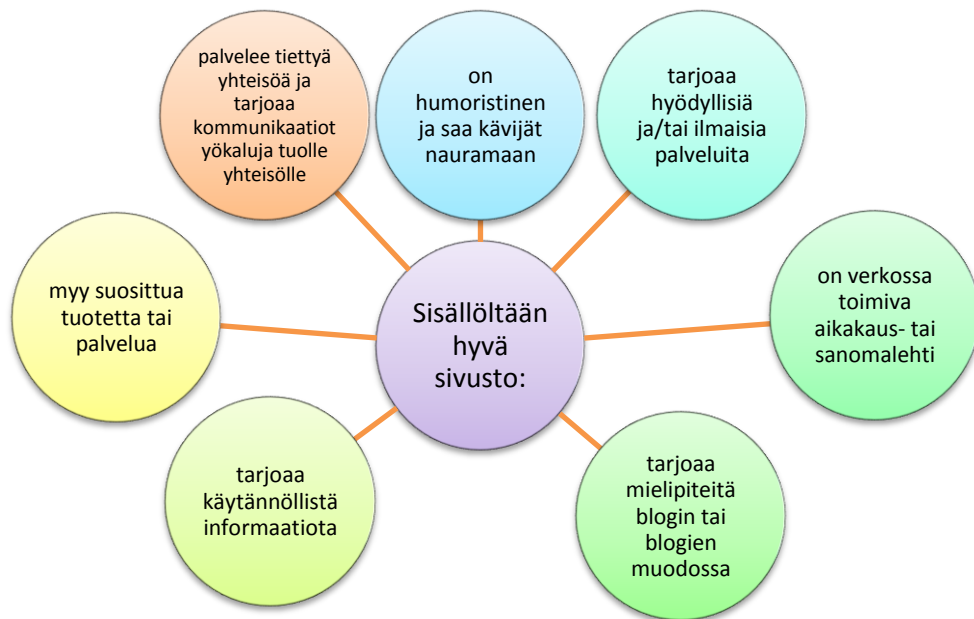 palvelee tiettyä
yhteisöä ja
tarjoaa
kommunikaatiot
yökaluja tuolle
yhteisölle
on
humoristinen
ja saa kävijät
nauramaan
tarjoaa
hyödyllisiä
ja/tai ilmaisia
palveluita
myy suosittua
tuotetta tai
palvelua
Sisällöltään
hyvä
sivusto:
on verkossa
toimiva
aikakaus- tai
sanomalehti
tarjoaa
käytännöllistä
informaatiota
tarjoaa
mielipiteitä
blogin tai
blogien
muodossa